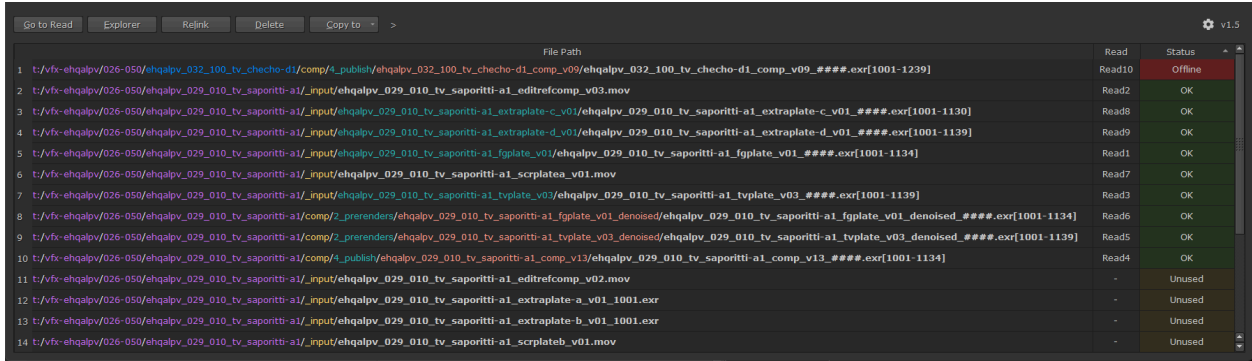 Go to Read Explorer Relink Delete Copy to > v1.5
File Path Read Status
1 t:/vfx-ehqalpv/026-050/ehqalpv_032_100_tv_checho-d1/comp/4_publish/ehqalpv_032_100_tv_checho-d1_comp_v09/ehqalpv_032_100_tv_checho-d1_comp_v09_####.exr[1001-1239] Read10 Offline
2 t:/vfx-ehqalpv/026-050/ehqalpv_029_010_tv_saporitti-a1/_input/ehqalpv_029_010_tv_saporitti-a1_editrefcomp_v03.mov Read2 OK
3 t:/vfx-ehqalpv/026-050/ehqalpv_029_010_tv_saporitti-a1/_input/ehqalpv_029_010_tv_saporitti-a1_extraplate-c_v01/ehqalpv_029_010_tv_saporitti-a1_extraplate-c_v01_####.exr[1001-1130] Read8 OK
4 t:/vfx-ehqalpv/026-050/ehqalpv_029_010_tv_saporitti-a1/_input/ehqalpv_029_010_tv_saporitti-a1_extraplate-d_v01/ehqalpv_029_010_tv_saporitti-a1_extraplate-d_v01_####.exr[1001-1139] Read9 OK
5 t:/vfx-ehqalpv/026-050/ehqalpv_029_010_tv_saporitti-a1/_input/ehqalpv_029_010_tv_saporitti-a1_fgplate_v01/ehqalpv_029_010_tv_saporitti-a1_fgplate_v01_####.exr[1001-1134] Read1 OK
6 t:/vfx-ehqalpv/026-050/ehqalpv_029_010_tv_saporitti-a1/_input/ehqalpv_029_010_tv_saporitti-a1_scrplatea_v01.mov Read7 OK
7 t:/vfx-ehqalpv/026-050/ehqalpv_029_010_tv_saporitti-a1/_input/ehqalpv_029_010_tv_saporitti-a1_tvplate_v03/ehqalpv_029_010_tv_saporitti-a1_tvplate_v03_####.exr[1001-1139] Read3 OK
8 t:/vfx-ehqalpv/026-050/ehqalpv_029_010_tv_saporitti-a1/comp/2_prerenders/ehqalpv_029_010_tv_saporitti-a1_fgplate_v01_denoised/ehqalpv_029_010_tv_saporitti-a1_fgplate_v01_denoised_####.exr[1001-1134] Read6 OK
9 t:/vfx-ehqalpv/026-050/ehqalpv_029_010_tv_saporitti-a1/comp/2_prerenders/ehqalpv_029_010_tv_saporitti-a1_tvplate_v03_denoised/ehqalpv_029_010_tv_saporitti-a1_tvplate_v03_denoised_####.exr[1001-1139] Read5 OK
10 t:/vfx-ehqalpv/026-050/ehqalpv_029_010_tv_saporitti-a1/comp/4_publish/ehqalpv_029_010_tv_saporitti-a1_comp_v13/ehqalpv_029_010_tv_saporitti-a1_comp_v13_####.exr[1001-1134] Read4 OK
11 t:/vfx-ehqalpv/026-050/ehqalpv_029_010_tv_saporitti-a1/_input/ehqalpv_029_010_tv_saporitti-a1_editrefcomp_v02.mov - Unused
12 t:/vfx-ehqalpv/026-050/ehqalpv_029_010_tv_saporitti-a1/_input/ehqalpv_029_010_tv_saporitti-a1_extraplate-a_v01_1001.exr - Unused
13 t:/vfx-ehqalpv/026-050/ehqalpv_029_010_tv_saporitti-a1/_input/ehqalpv_029_010_tv_saporitti-a1_extraplate-b_v01_1001.exr - Unused
14 t:/vfx-ehqalpv/026-050/ehqalpv_029_010_tv_saporitti-a1/_input/ehqalpv_029_010_tv_saporitti-a1_scrplateb_v01.mov - Unused